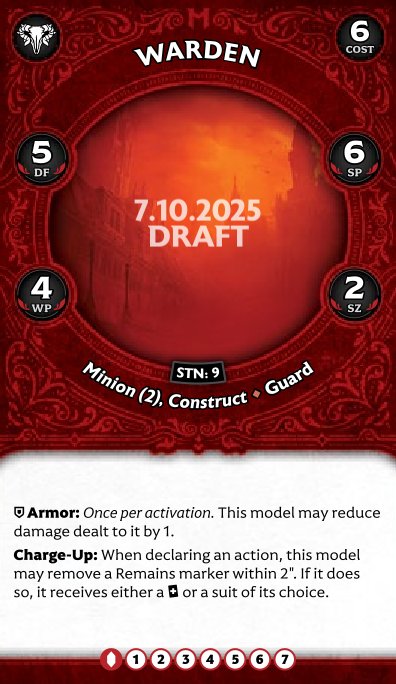 WARDEN
6
COST
5
DF
6
SP
7.10.2025
DRAFT
4
WP
2
SZ
STN: 9
Minion (2), Construct ♦ Guard
Armor: Once per activation. This model may reduce
damage dealt to it by 1.
Charge-Up: When declaring an action, this model
may remove a Remains marker within 2". If it does
so, it receives either a or a suit of its choice.
1 2 3 4 5 6 7